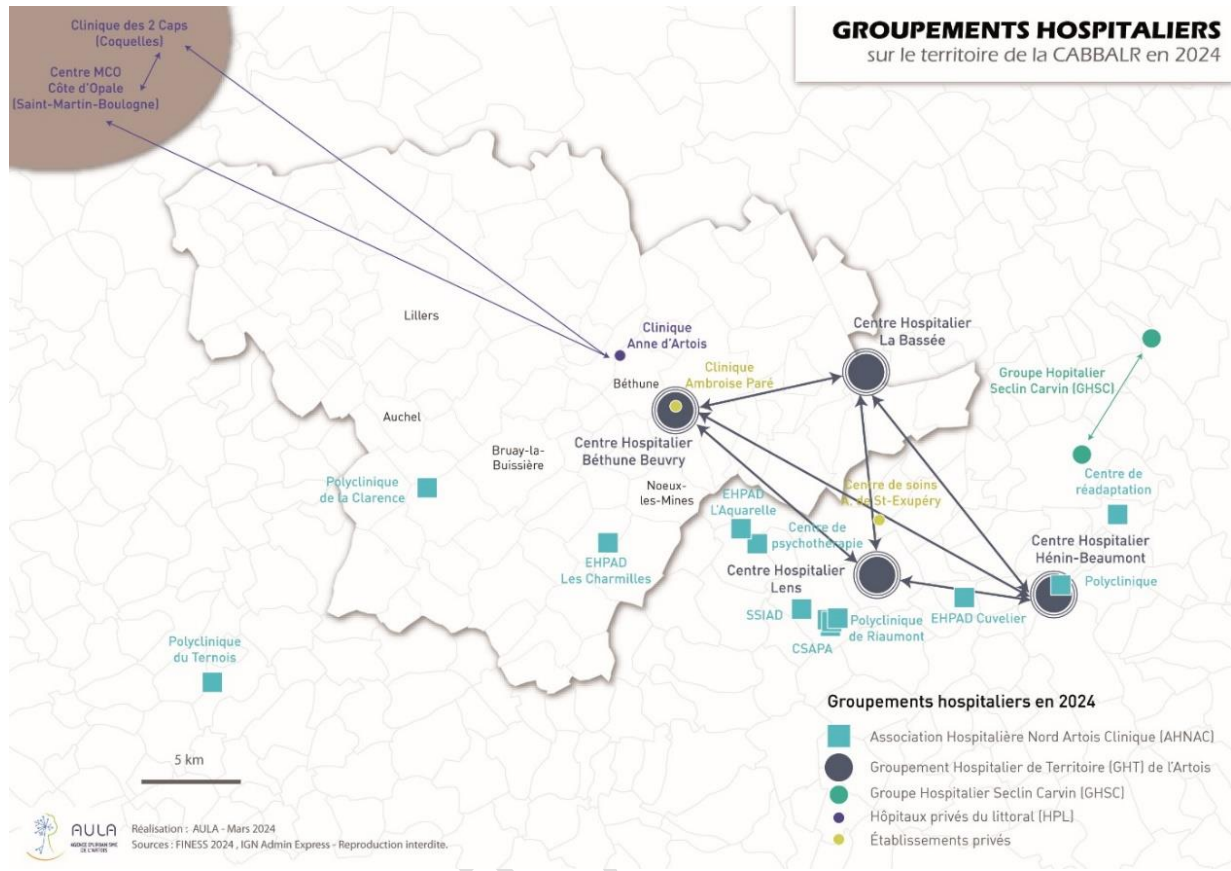 GROUPEMENTS HOSPITALIERS
sur le territoire de la CABBALR en 2024
Clinique des 2 Caps
(Coquelles)
Centre MCO
Côte d'Opale
(Saint-Martin-Boulogne)
Lillers
Clinique
Anne d'Artois
Centre Hospitalier
La Bassée
Groupe Hopitalier
Seclin Carvin (GHSC)
Béthune
Clinique
Ambroise Paré
Auchel
Centre Hospitalier
Béthune Beuvry
Bruay-la-
Buissière
Noeux-
les-Mines
Polyclinique
de la Clarence
EHPAD
L'Aquarelle
Centre de
psychothérapie
Centre de soins
A. de St-Exupéry
Centre de
réadaptation
EHPAD
Les Charmilles
Centre Hospitalier
Lens
Centre Hospitalier
Hénin-Beaumont
Polyclinique
SSIAD
CSAPA
Polyclinique
de Riaumont
EHPAD Cuvelier
Polyclinique
du Ternois
5 km
Groupements hospitaliers en 2024
Association Hospitalière Nord Artois Clinique (AHNAC)
Groupement Hospitalier de Territoire (GHT) de l'Artois
Groupe Hospitalier Seclin Carvin (GHSC)
Hôpitaux privés du littoral (HPL)
Établissements privés
AULA
AGENCE D'URBANISME
DE L'ARTOIS
Réalisation : AULA - Mars 2024
Sources : FINESS 2024 , IGN Admin Express - Reproduction interdite.